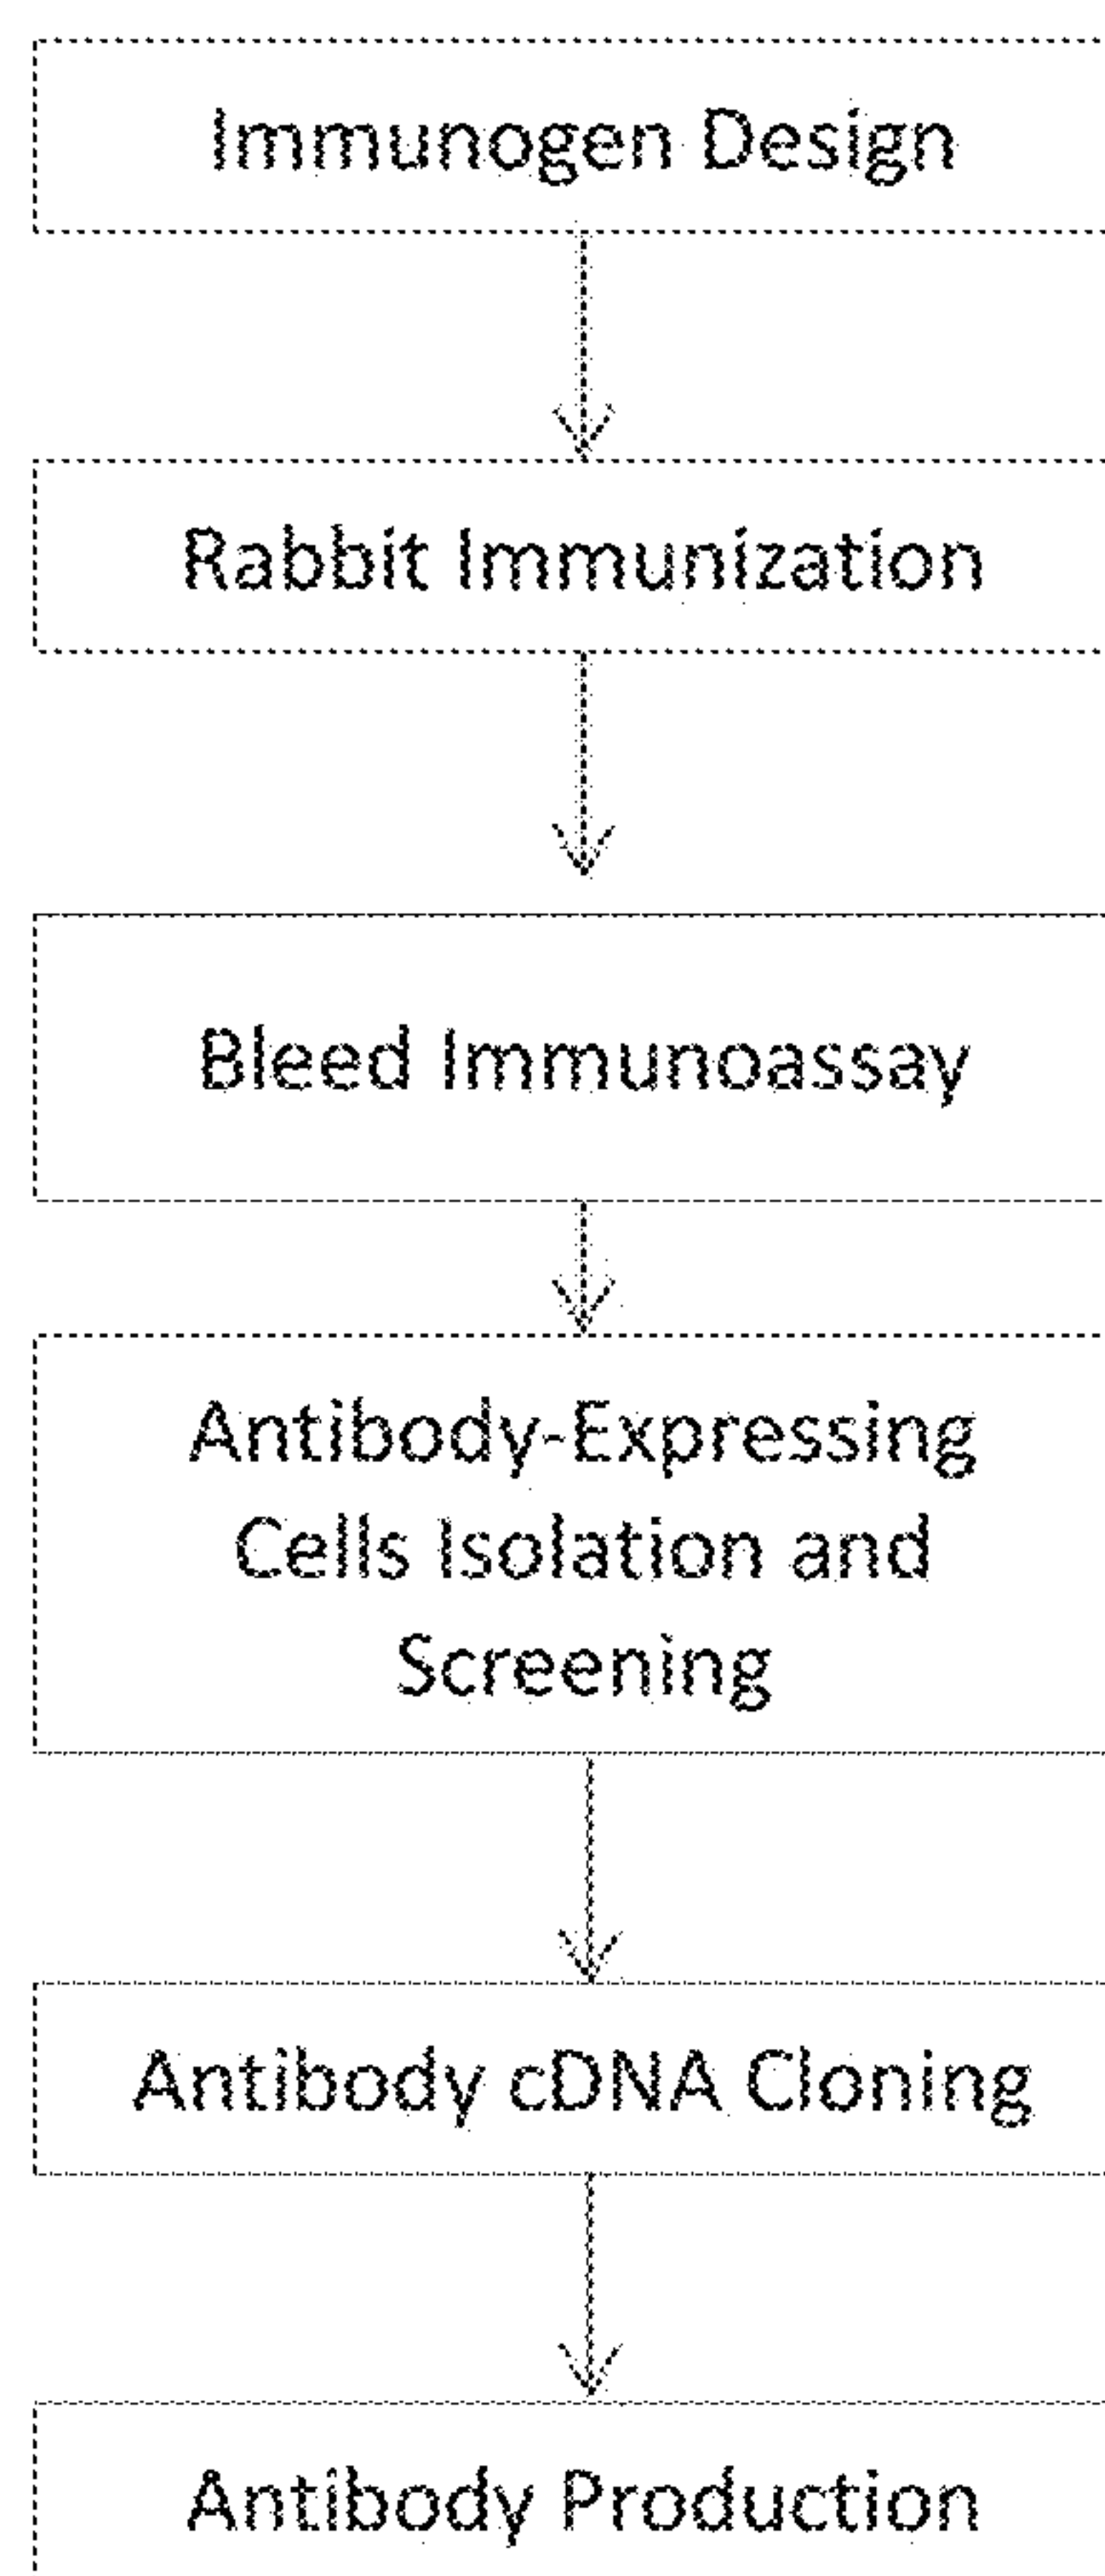 Immunogen Design
Rabbit Immunization
Bleed Immunoassay
Antibody-Expressing
Cells Isolation and
Screening
Antibody cDNA Cloning
Antibody Production